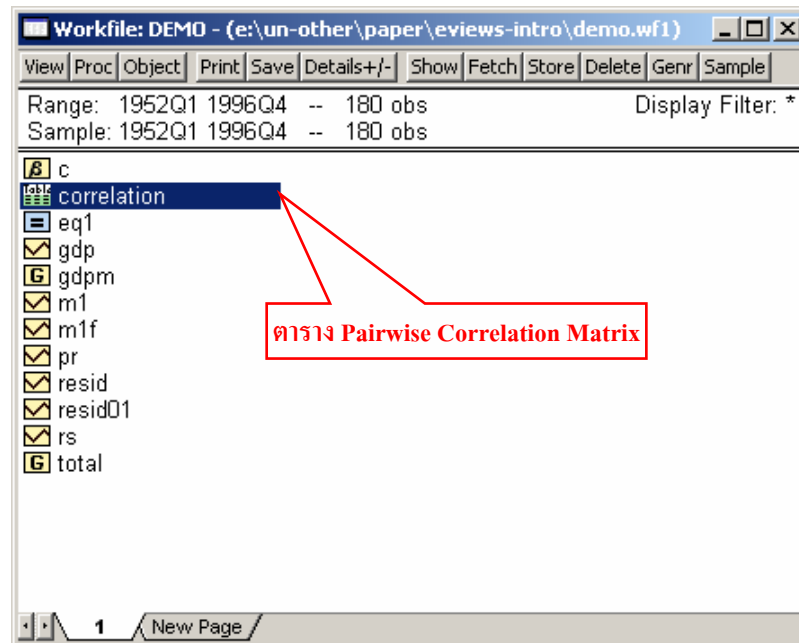 Workfile: DEMO - (e:\un-other\paper\eviews-intro\demo.wf1)
View Proc Object Print Save Details+/- Show Fetch Store Delete Genr Sample
Range: 1952Q1 1996Q4 -- 180 obs Display Filter: *
Sample: 1952Q1 1996Q4 -- 180 obs
β c
table correlation
= eq1
gdp
G gdpm
m1
m1f
ตาราง Pairwise Correlation Matrix
pr
resid
resid01
rs
G total
1 New Page